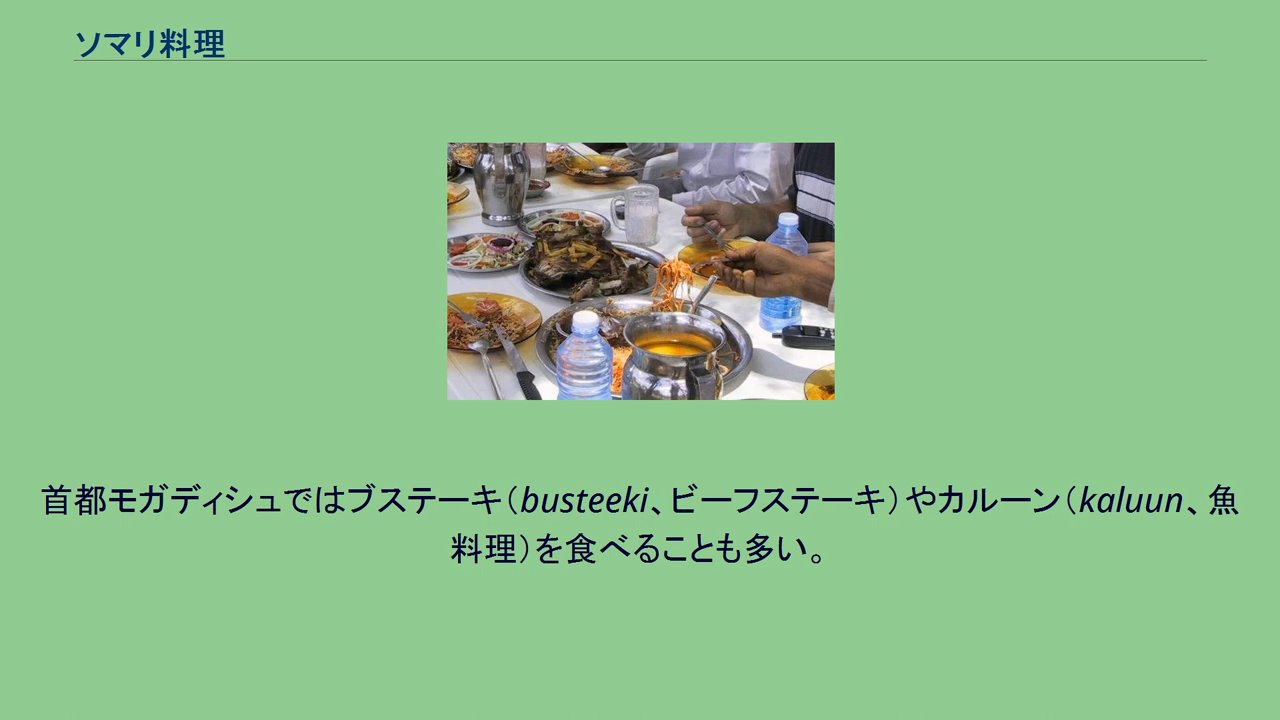 ソマリ料理
首都モガディシュではブステーキ（busteeki、ビーフステーキ）やカルーン（kaluun、魚
料理）を食べることも多い。